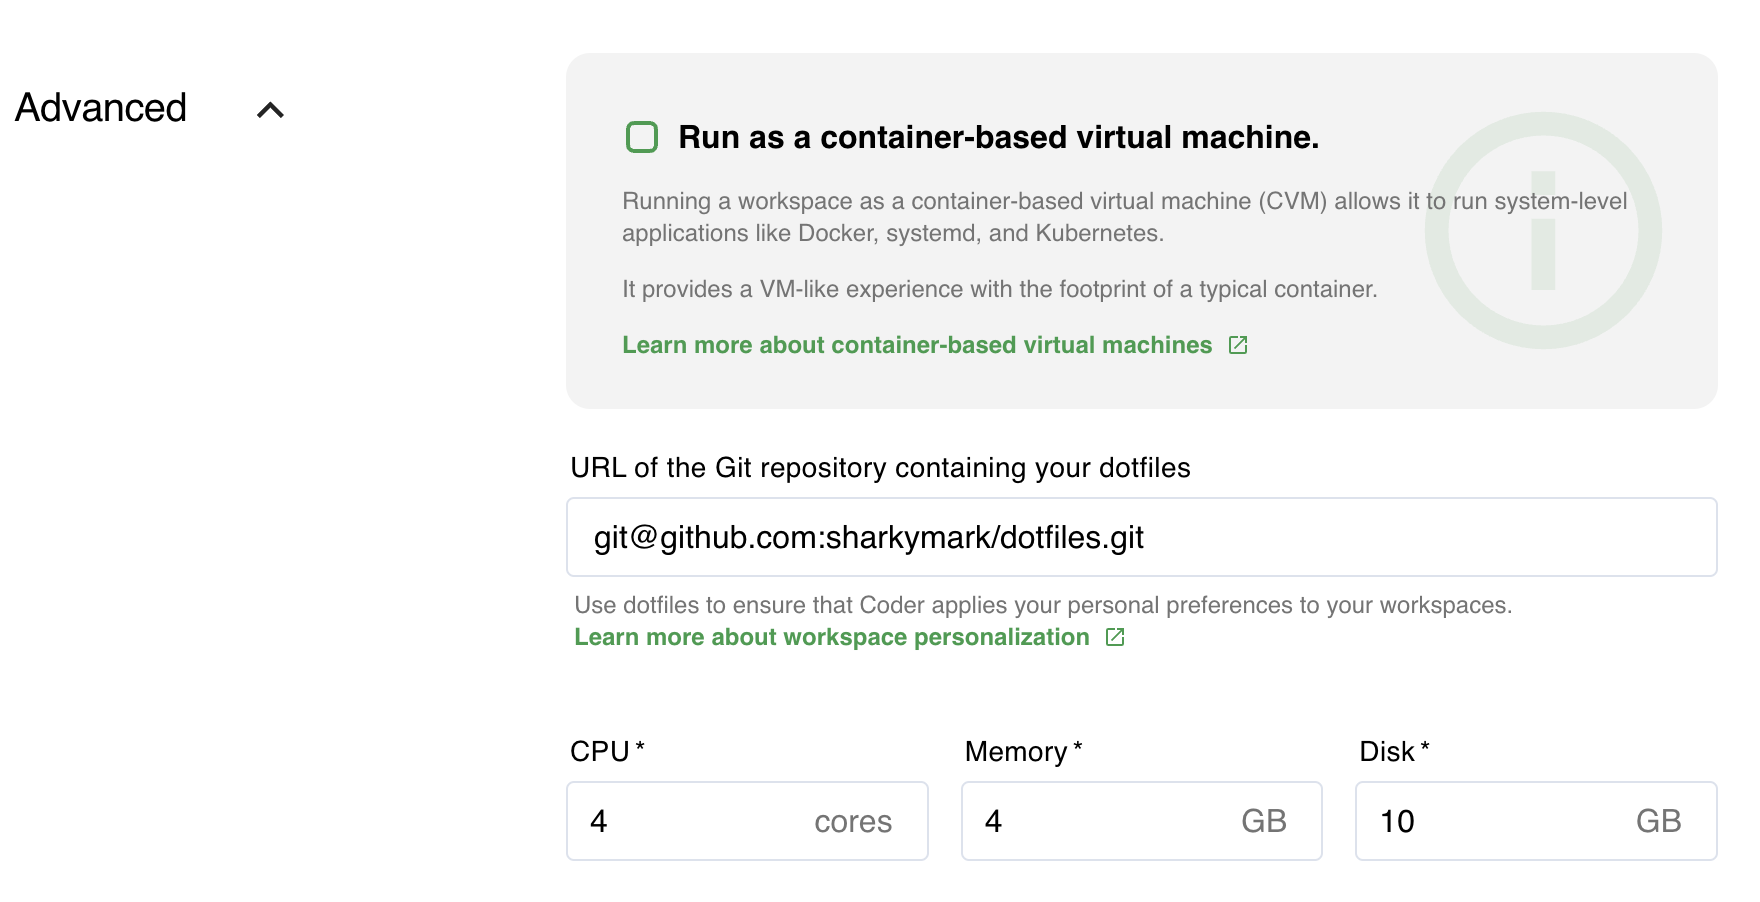 Advanced
Run as a container-based virtual machine.
Running a workspace as a container-based virtual machine (CVM) allows it to run system-level
applications like Docker, systemd, and Kubernetes.
It provides a VM-like experience with the footprint of a typical container.
Learn more about container-based virtual machines
URL of the Git repository containing your dotfiles
git@github.com:sharkymark/dotfiles.git
Use dotfiles to ensure that Coder applies your personal preferences to your workspaces.
Learn more about workspace personalization
CPU * Memory * Disk *
4 cores 4 GB 10 GB